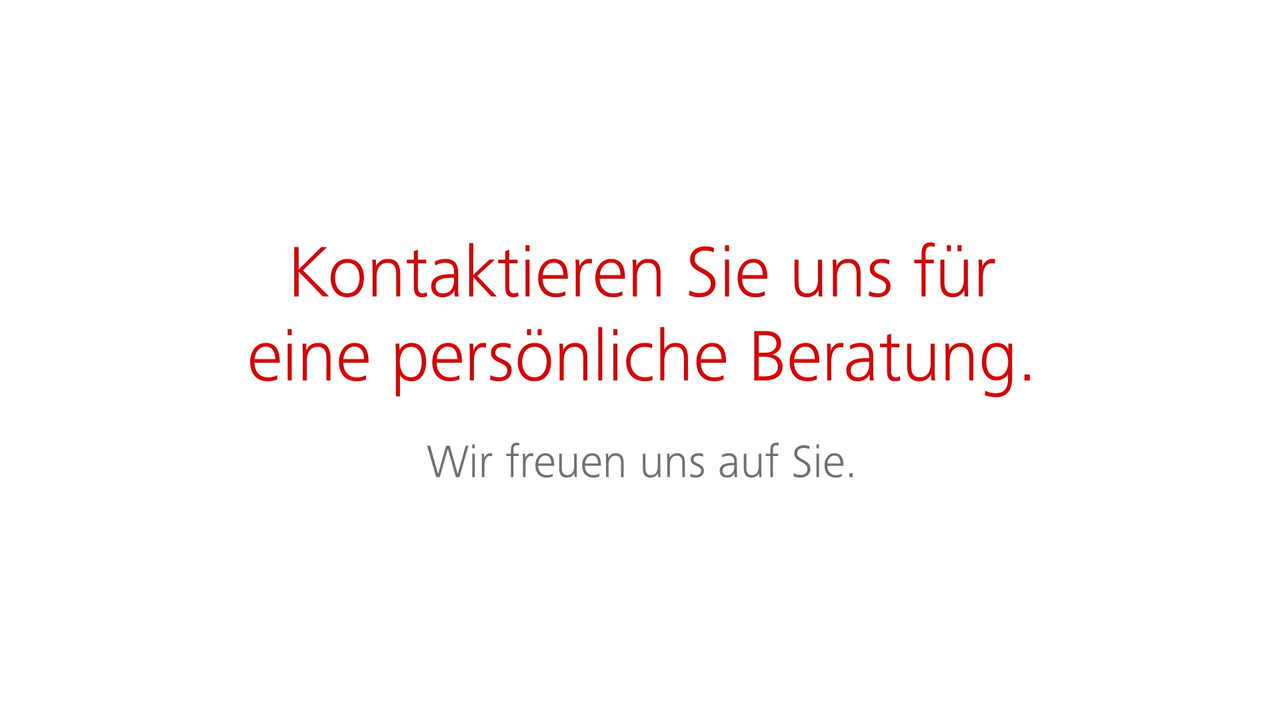 Kontaktieren Sie uns für
eine persönliche Beratung.
Wir freuen uns auf Sie.